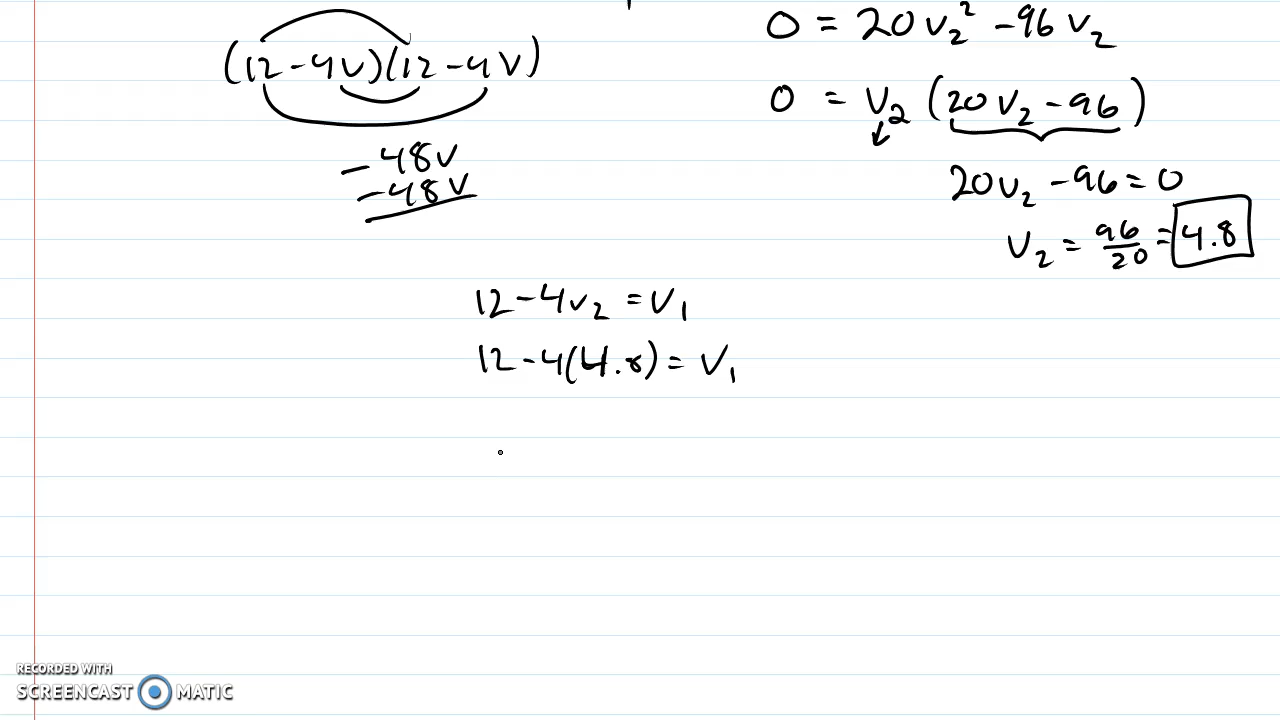 (12-4v)(12-4v)
-48v
-48v
0 = 20v₂² - 96v₂
0 = v₂ (20v₂ - 96)
20v₂ - 96 = 0
v₂ = 96/20 = 4.8
12-4v₂ = v₁
12-4(4.8) = v₁
RECORDED WITH
SCREENCAST MATIC